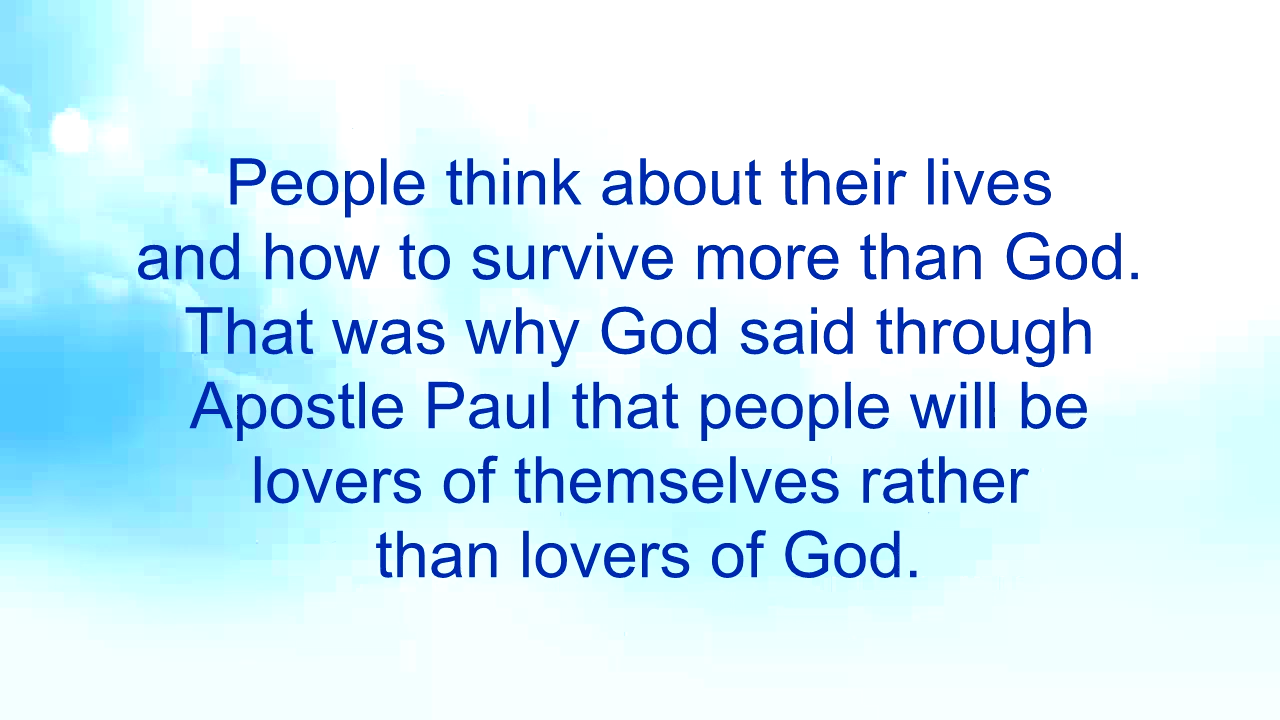 People think about their lives
and how to survive more than God.
That was why God said through
Apostle Paul that people will be
lovers of themselves rather
than lovers of God.